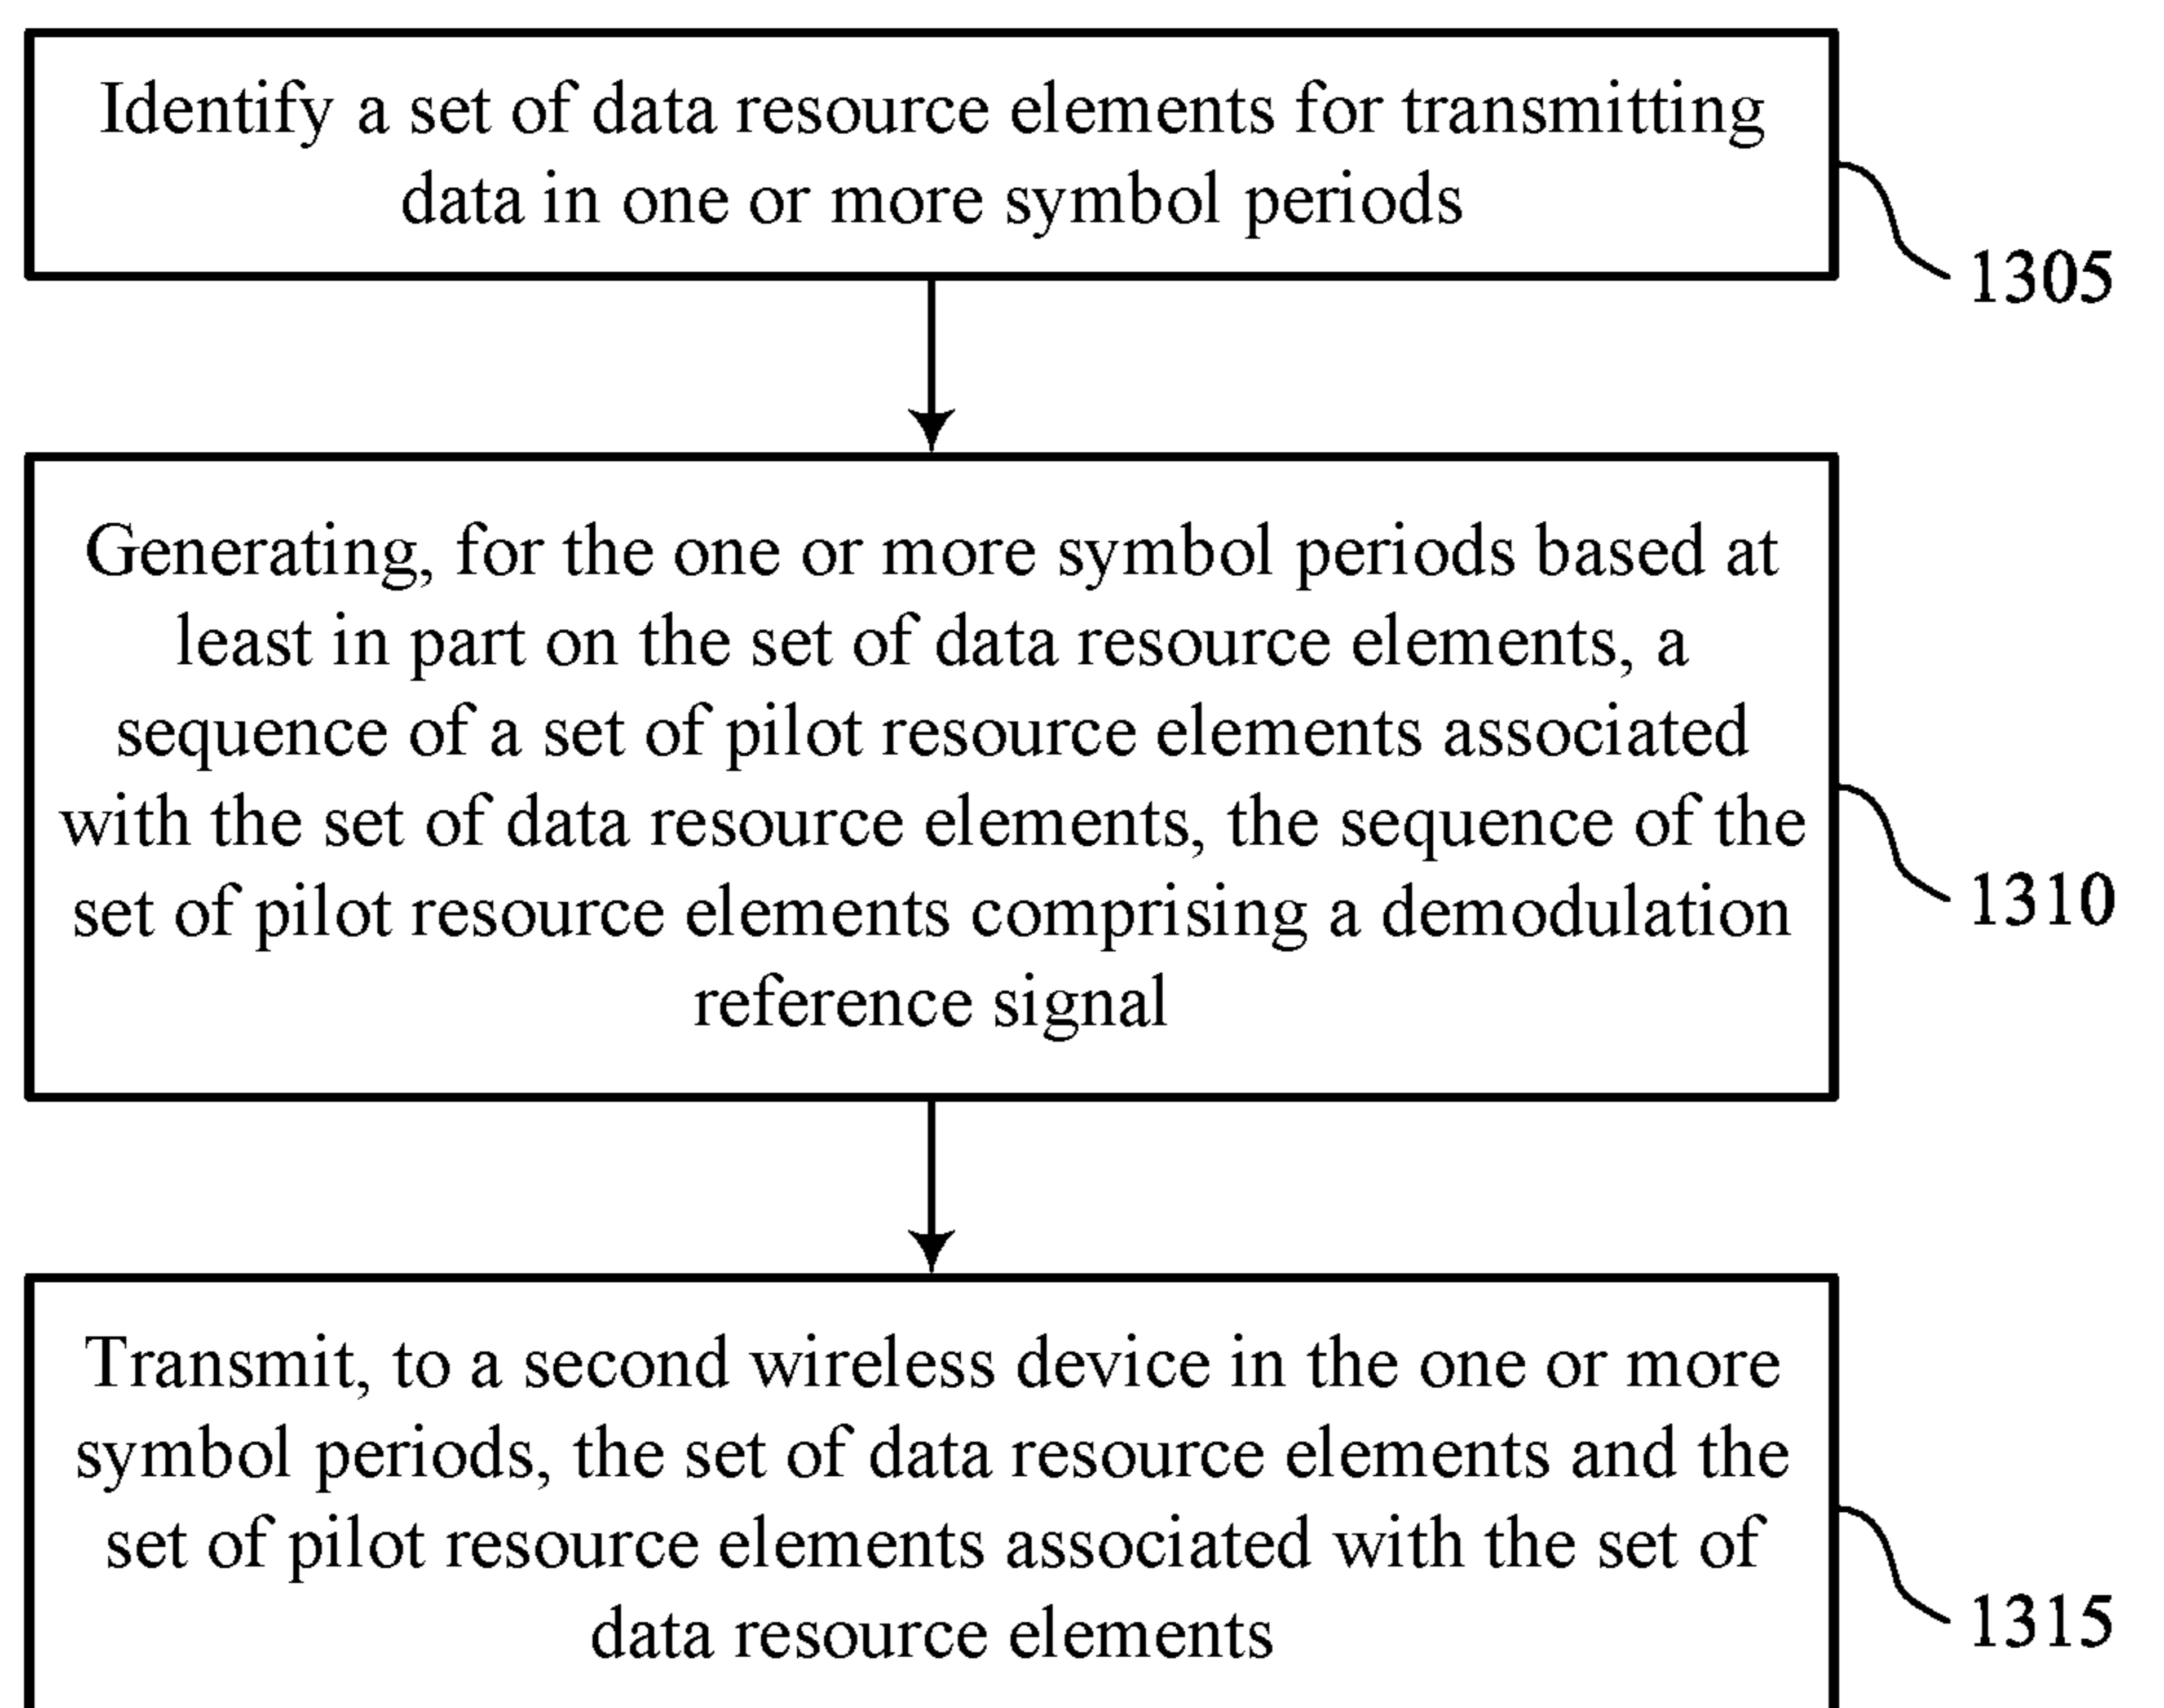 Identify a set of data resource elements for transmitting
data in one or more symbol periods
1305
Generating, for the one or more symbol periods based at
least in part on the set of data resource elements, a
sequence of a set of pilot resource elements associated
with the set of data resource elements, the sequence of the
set of pilot resource elements comprising a demodulation
reference signal
1310
Transmit, to a second wireless device in the one or more
symbol periods, the set of data resource elements and the
set of pilot resource elements associated with the set of
data resource elements
1315